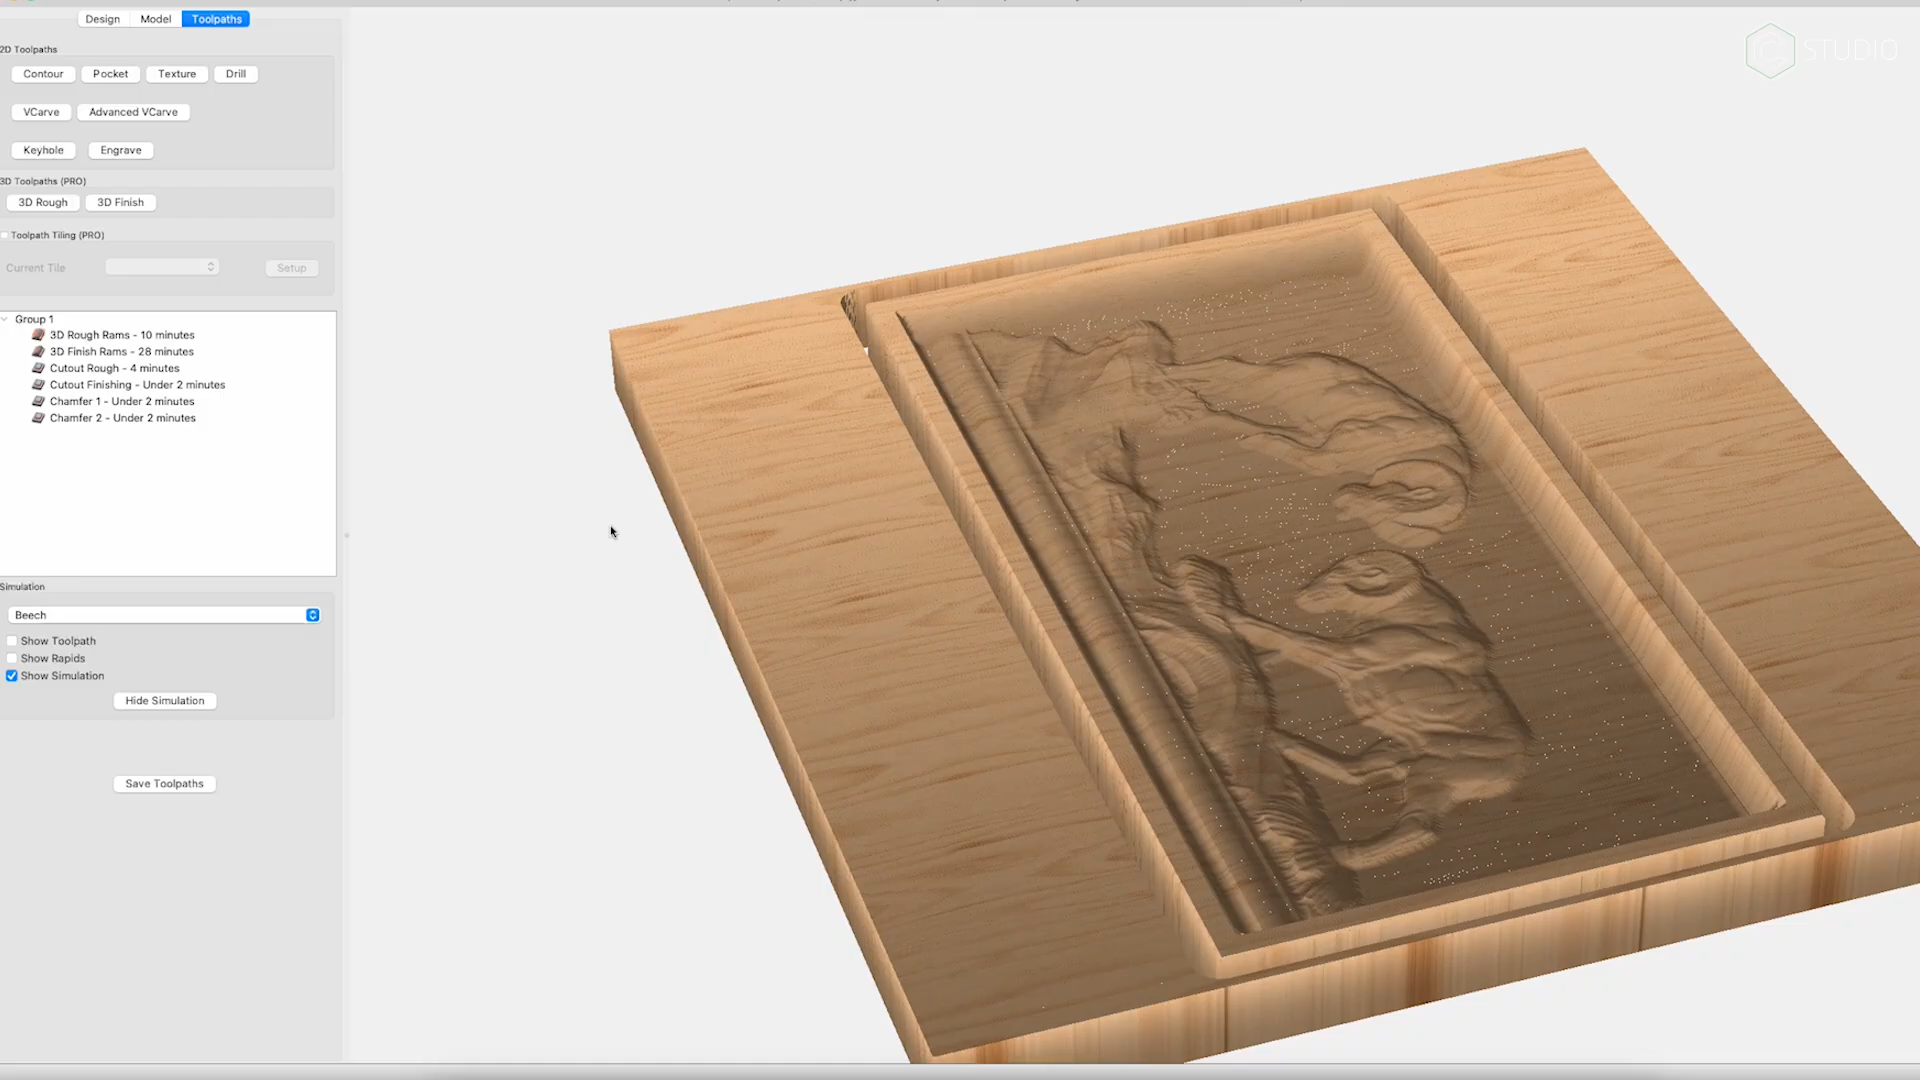 Design Model Toolpaths
STUDIO
2D Toolpaths
Contour Pocket Texture Drill
VCarve Advanced VCarve
Keyhole Engrave
3D Toolpaths (PRO)
3D Rough 3D Finish
Toolpath Tiling (PRO)
Current Tile Setup
Group 1
3D Rough Rams - 10 minutes
3D Finish Rams - 28 minutes
Cutout Rough - 4 minutes
Cutout Finishing - Under 2 minutes
Chamfer 1 - Under 2 minutes
Chamfer 2 - Under 2 minutes
Simulation
Beech
Show Toolpath
Show Rapids
Show Simulation
Hide Simulation
Save Toolpaths